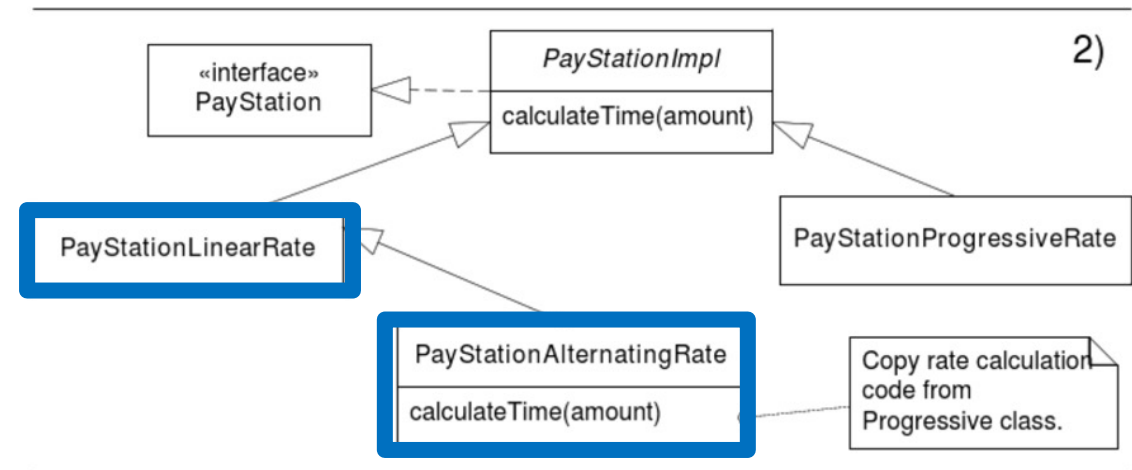 2)
«interface»
PayStation
PayStationImpl
calculateTime(amount)
PayStationLinearRate
PayStationProgressiveRate
PayStationAlternatingRate
calculateTime(amount)
Copy rate calculation
code from
Progressive class.